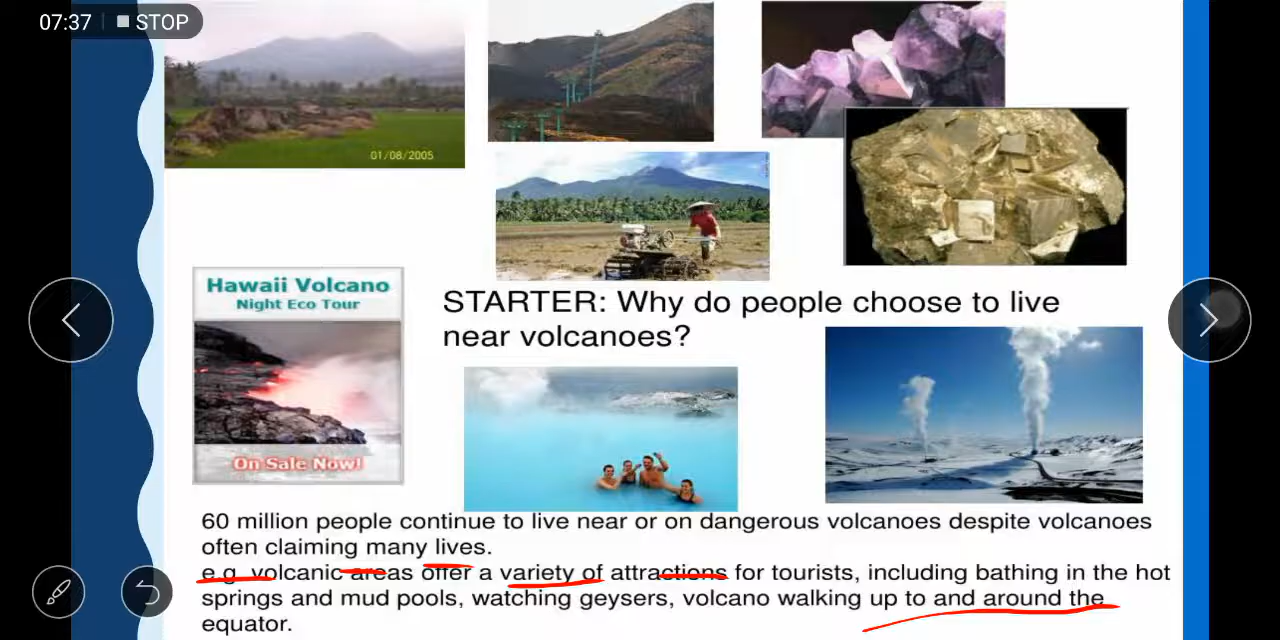 07:37 STOP
01/08/2005
Hawaii Volcano
Night Eco Tour
On Sale Now!
STARTER: Why do people choose to live
near volcanoes?
60 million people continue to live near or on dangerous volcanoes despite volcanoes
often claiming many lives.
e.g. volcanic areas offer a variety of attractions for tourists, including bathing in the hot
springs and mud pools, watching geysers, volcano walking up to and around the
equator.